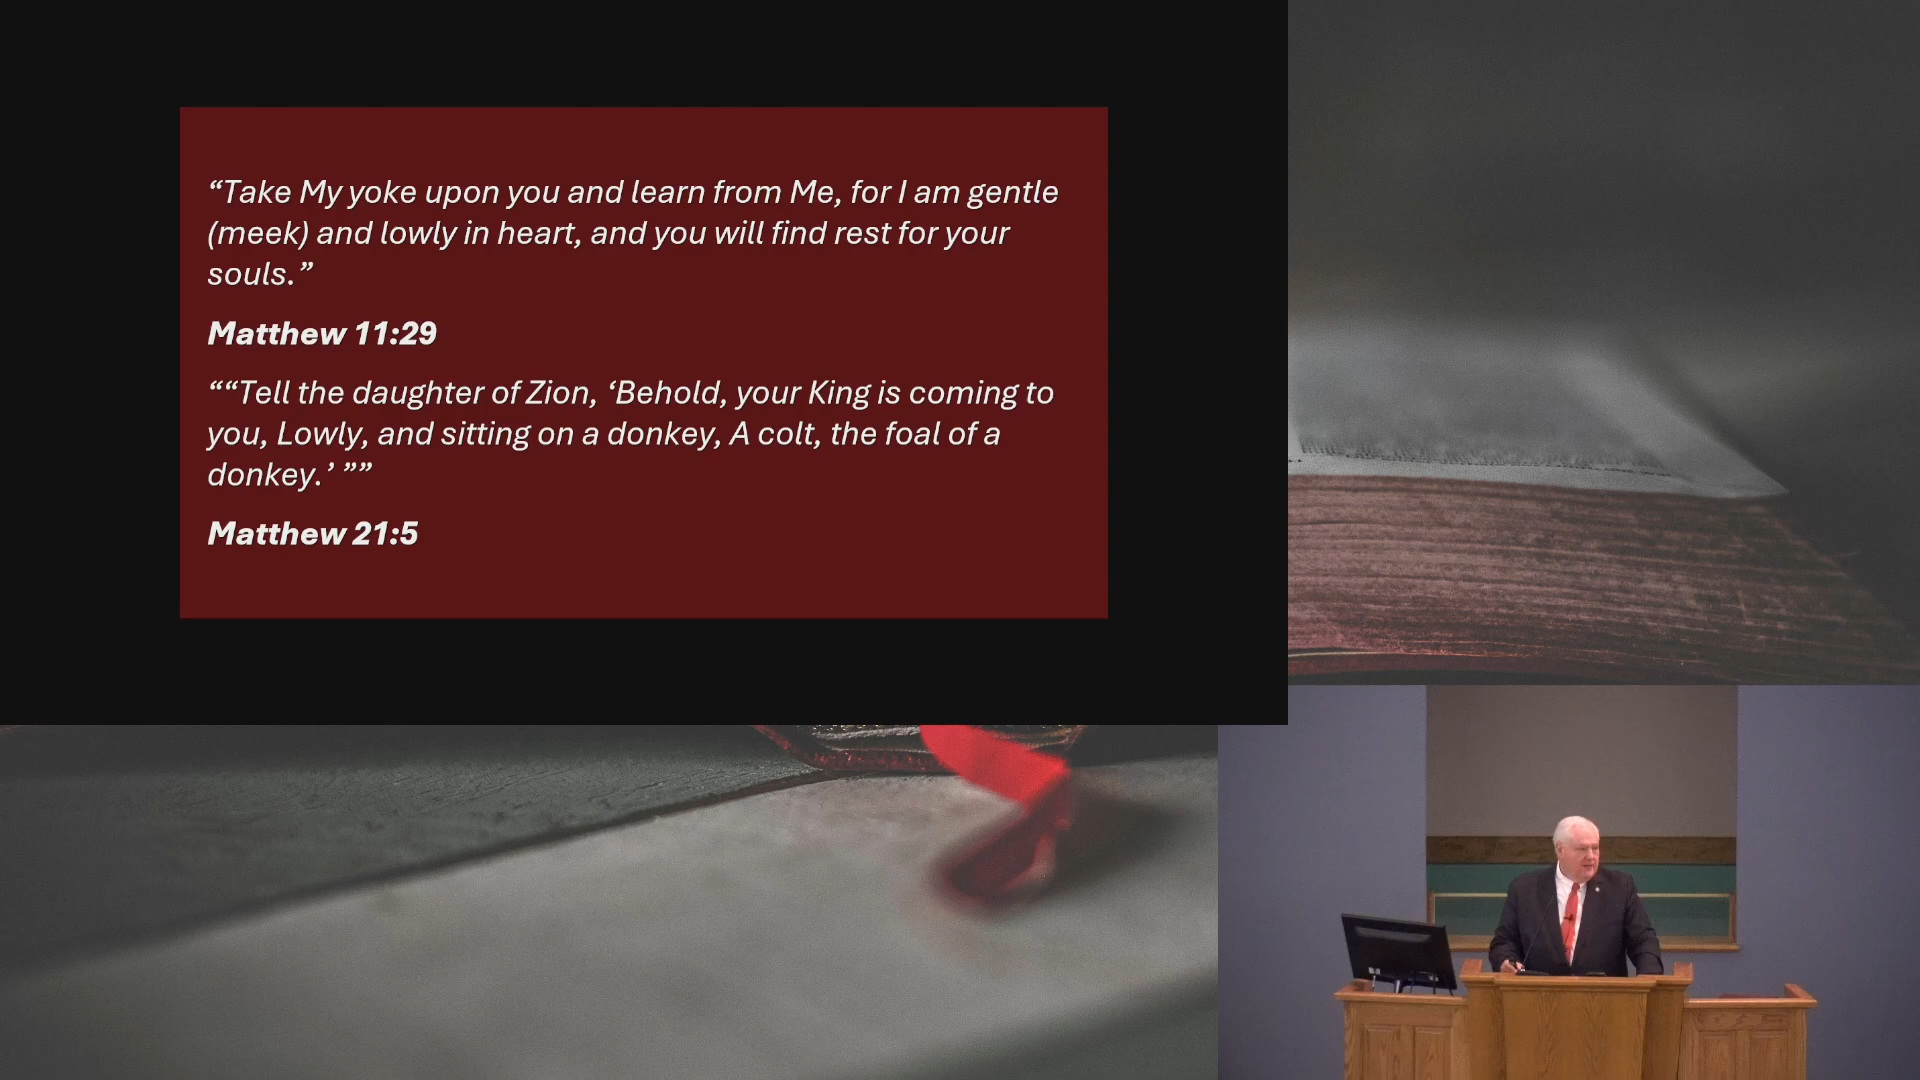 “Take My yoke upon you and learn from Me, for I am gentle
(meek) and lowly in heart, and you will find rest for your
souls.”
Matthew 11:29
““Tell the daughter of Zion, ‘Behold, your King is coming to
you, Lowly, and sitting on a donkey, A colt, the foal of a
donkey.’ ””
Matthew 21:5